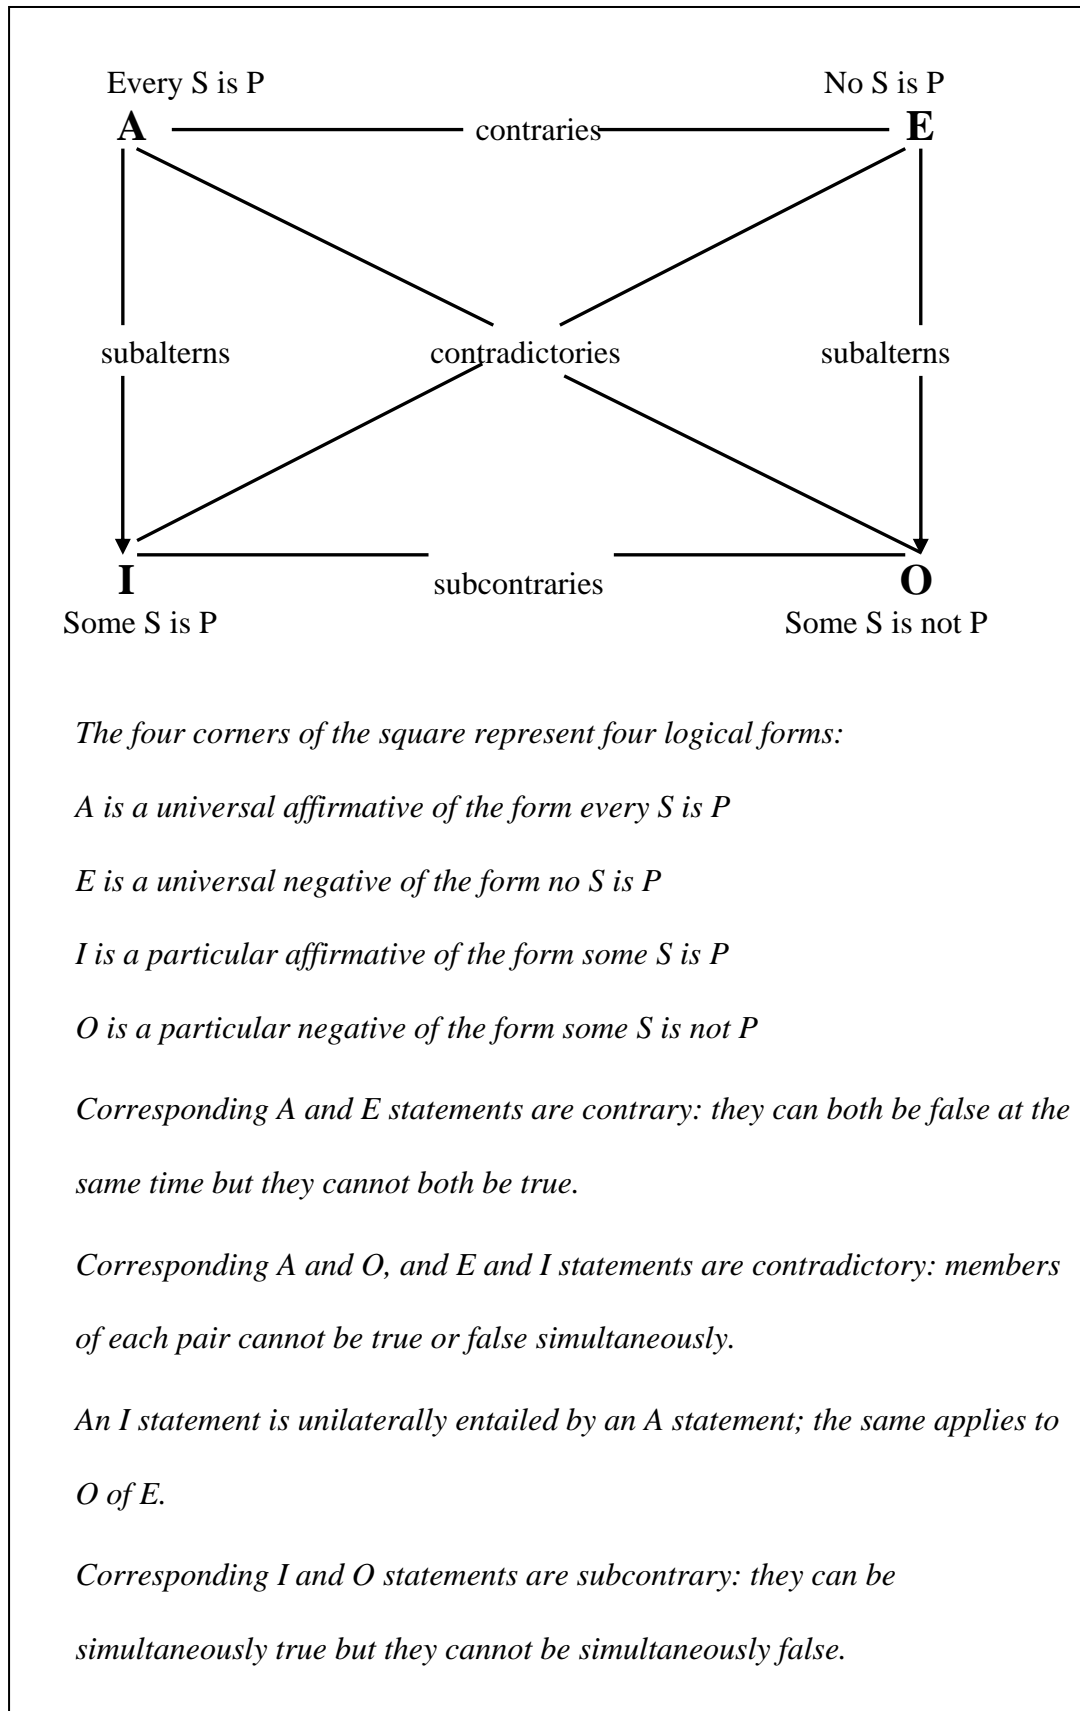 Every S is P No S is P
A contraries E
subalterns contradictories subalterns
I subcontraries O
Some S is P Some S is not P
The four corners of the square represent four logical forms:
A is a universal affirmative of the form every S is P
E is a universal negative of the form no S is P
I is a particular affirmative of the form some S is P
O is a particular negative of the form some S is not P
Corresponding A and E statements are contrary: they can both be false at the
same time but they cannot both be true.
Corresponding A and O, and E and I statements are contradictory: members
of each pair cannot be true or false simultaneously.
An I statement is unilaterally entailed by an A statement; the same applies to
O of E.
Corresponding I and O statements are subcontrary: they can be
simultaneously true but they cannot be simultaneously false.